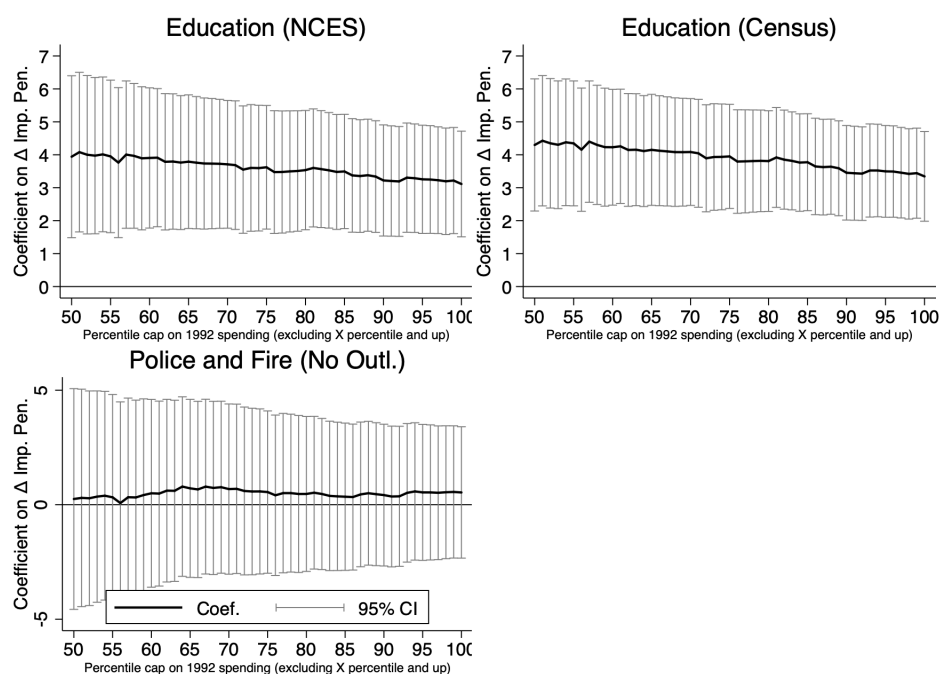 Education (NCES)
Coefficient on Δ Imp. Pen.
7
6
5
4
3
2
1
0
50 55 60 65 70 75 80 85 90 95 100
Percentile cap on 1992 spending (excluding X percentile and up)
Education (Census)
Coefficient on Δ Imp. Pen.
7
6
5
4
3
2
1
0
50 55 60 65 70 75 80 85 90 95 100
Percentile cap on 1992 spending (excluding X percentile and up)
Police and Fire (No Outl.)
Coefficient on Δ Imp. Pen.
5
0
-5
Coef. 95% CI
50 55 60 65 70 75 80 85 90 95 100
Percentile cap on 1992 spending (excluding X percentile and up)